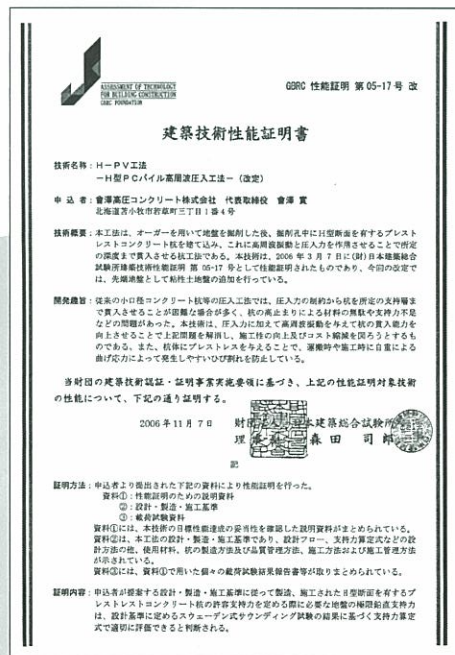 ASSESSMENT OF TECHNOLOGY
FOR BUILDING CONSTRUCTION
GBRC FOUNDATION
GBRC 性能証明 第 05-17 号 改
建築技術性能証明書
技術名称：H－PV工法
－H型PCパイル高周波圧入工法－（改定）
申 込 者：會澤高圧コンクリート株式会社 代表取締役 會澤 實
北海道苫小牧市若草町三丁目1番4号
技術概要：本工法は、オーガーを用いて地盤を掘削した後、掘削孔中にH型断面を有するプレスト
レストコンクリート杭を建て込み、これに高周波振動と圧入力を作用させることで所定
の深度まで貫入させる杭工法である。本技術は、2006 年 3 月 7 日に(財)日本建築総合
試験所建築技術性能証明 第 05-17 号として性能証明されたものであり、今回の改定で
は、先端地盤として粘性土地盤の追加を行っている。
開発趣旨：従来の小口径コンクリート杭等の圧入工法では、圧入力の制約から杭を所定の支持層ま
で貫入させることが困難な場合が多く、杭の高止まりによる材料の無駄や支持力不足
などの問題があった。本技術は、圧入力に加えて高周波振動を与えて杭の貫入能力を
向上させることで上記問題を解消し、施工性の向上及びコスト縮減を図ろうとするもの
である。また、杭体にプレストレスを与えることで、運搬時や施工時に自重による
曲げ応力によって発生しやすいひび割れを防止している。
当財団の建築技術認証・証明事業実施要領に基づき、上記の性能証明対象技術
の性能について、下記の通り証明する。
2006 年 11 月 7 日 財団法人 日本建築総合試験所
理 事 長 森 田 司 郎
記
証明方法：申込者より提出された下記の資料により性能証明を行った。
資料①：性能証明のための説明資料
②：設計・製造・施工基準
③：載荷試験資料
資料①には、本技術の目標性能達成の妥当性を確認した説明資料がまとめられている。
資料②は、本工法の設計・製造・施工基準であり、設計フロー、支持力算定式などの設
計方法の他、使用材料、杭の製造方法及び品質管理方法、施工方法および施工管理方法
が示されている。
資料③には、資料①で用いた個々の載荷試験結果報告書等が取りまとめられている。
証明内容：申込者が提案する設計・製造・施工基準に従って製造、施工されたH型断面を有するプ
レストレストコンクリート杭の許容支持力を定める際に必要な地盤の極限鉛直支持力
は、設計基準に定めるスウェーデン式サウンディング試験の結果に基づく支持力算定
式で適切に評価できると判断される。